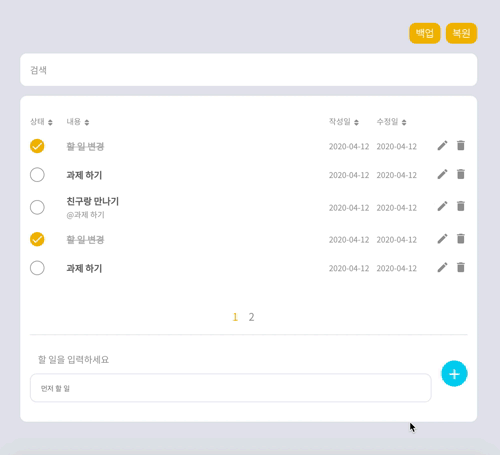 백업 복원
검색
상태 내용 작성일 수정일
할 일 변경 2020-04-12 2020-04-12
과제 하기 2020-04-12 2020-04-12
친구랑 만나기 2020-04-12 2020-04-12
@과제 하기
할 일 변경 2020-04-12 2020-04-12
과제 하기 2020-04-12 2020-04-12
1 2
할 일을 입력하세요
먼저 할 일